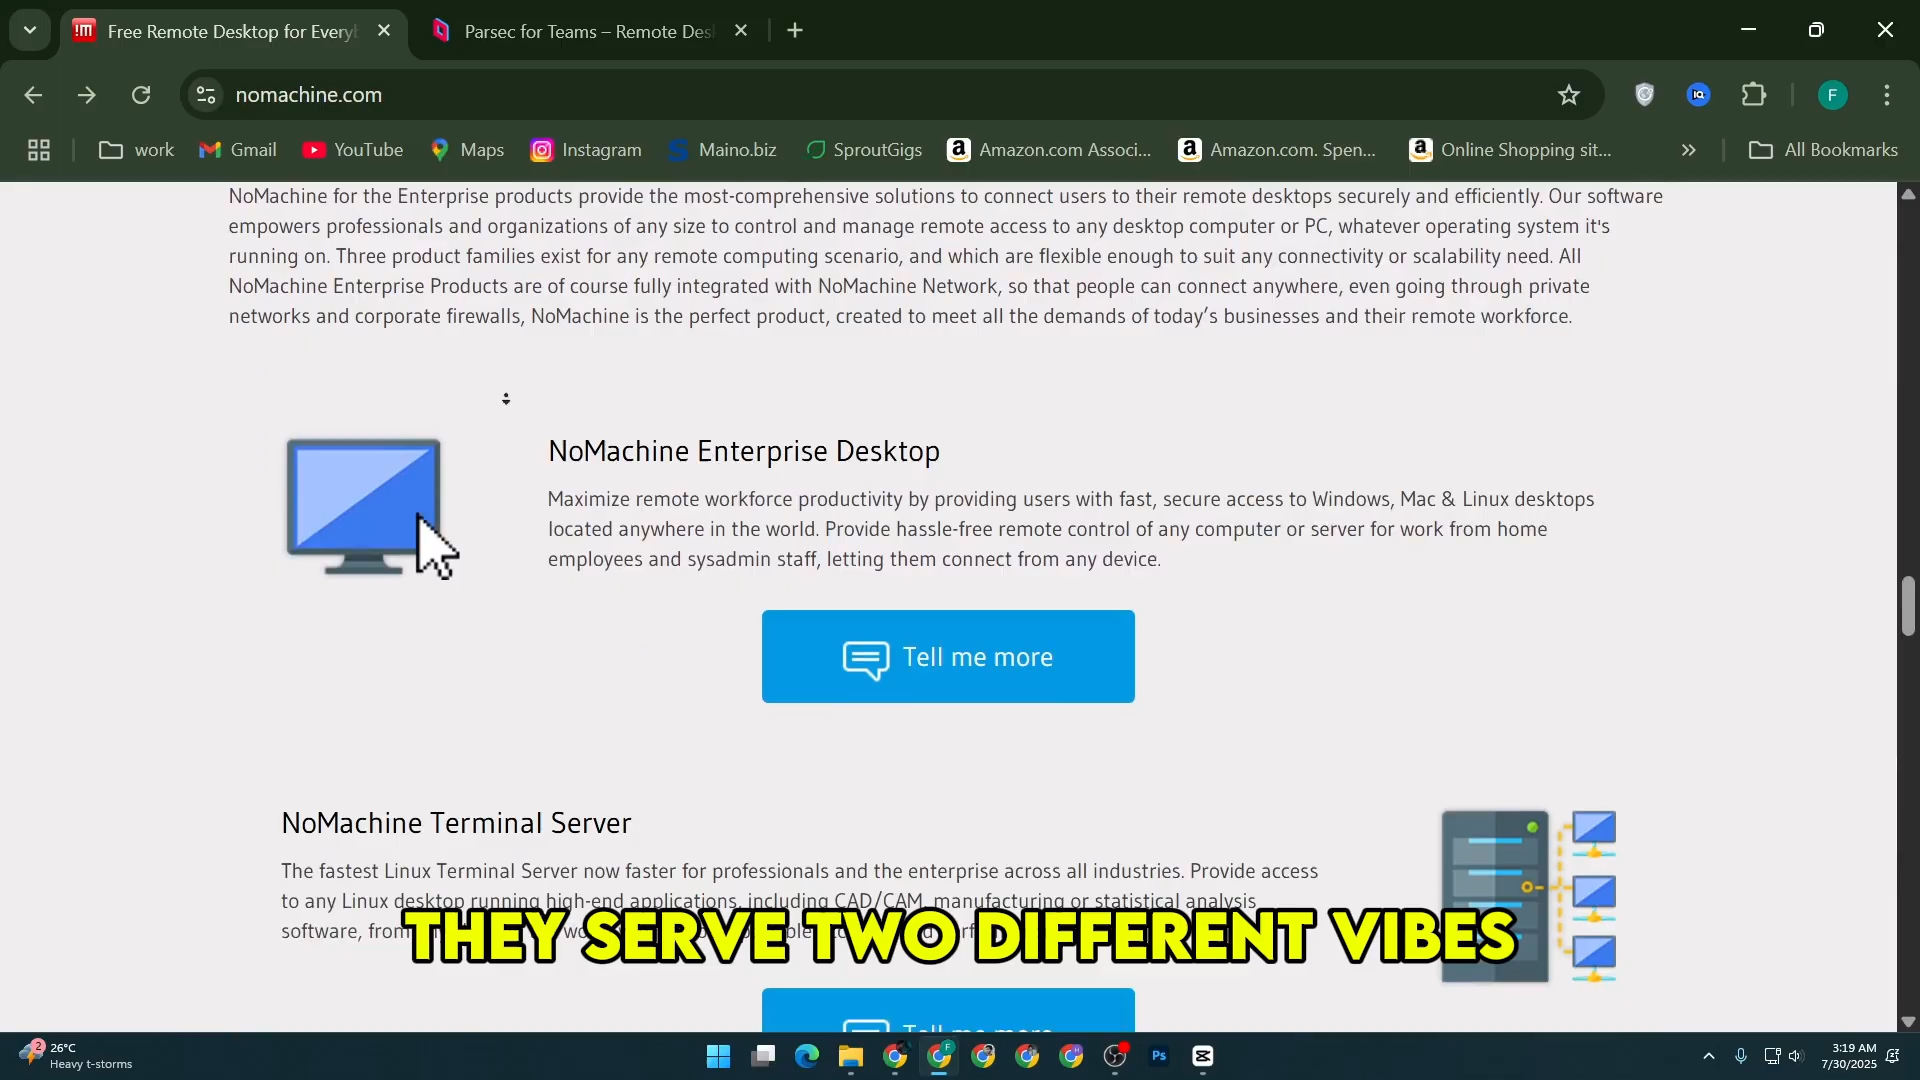 Free Remote Desktop for Everyb
Parsec for Teams – Remote Des
nomachine.com
work
Gmail
YouTube
Maps
Instagram
Maino.biz
SproutGigs
Amazon.com Associ...
Amazon.com. Spen...
Online Shopping sit...
All Bookmarks
NoMachine for the Enterprise products provide the most-comprehensive solutions to connect users to their remote desktops securely and efficiently. Our software
empowers professionals and organizations of any size to control and manage remote access to any desktop computer or PC, whatever operating system it's
running on. Three product families exist for any remote computing scenario, and which are flexible enough to suit any connectivity or scalability need. All
NoMachine Enterprise Products are of course fully integrated with NoMachine Network, so that people can connect anywhere, even going through private
networks and corporate firewalls, NoMachine is the perfect product, created to meet all the demands of today’s businesses and their remote workforce.
NoMachine Enterprise Desktop
Maximize remote workforce productivity by providing users with fast, secure access to Windows, Mac & Linux desktops
located anywhere in the world. Provide hassle-free remote control of any computer or server for work from home
employees and sysadmin staff, letting them connect from any device.
Tell me more
NoMachine Terminal Server
The fastest Linux Terminal Server now faster for professionals and the enterprise across all industries. Provide access
to any Linux desktop running high-end applications, including CAD/CAM, manufacturing or statistical analysis
software, from
THEY SERVE TWO DIFFERENT VIBES
Tell me more
26°C
Heavy t-storms
3:19 AM
7/30/2025